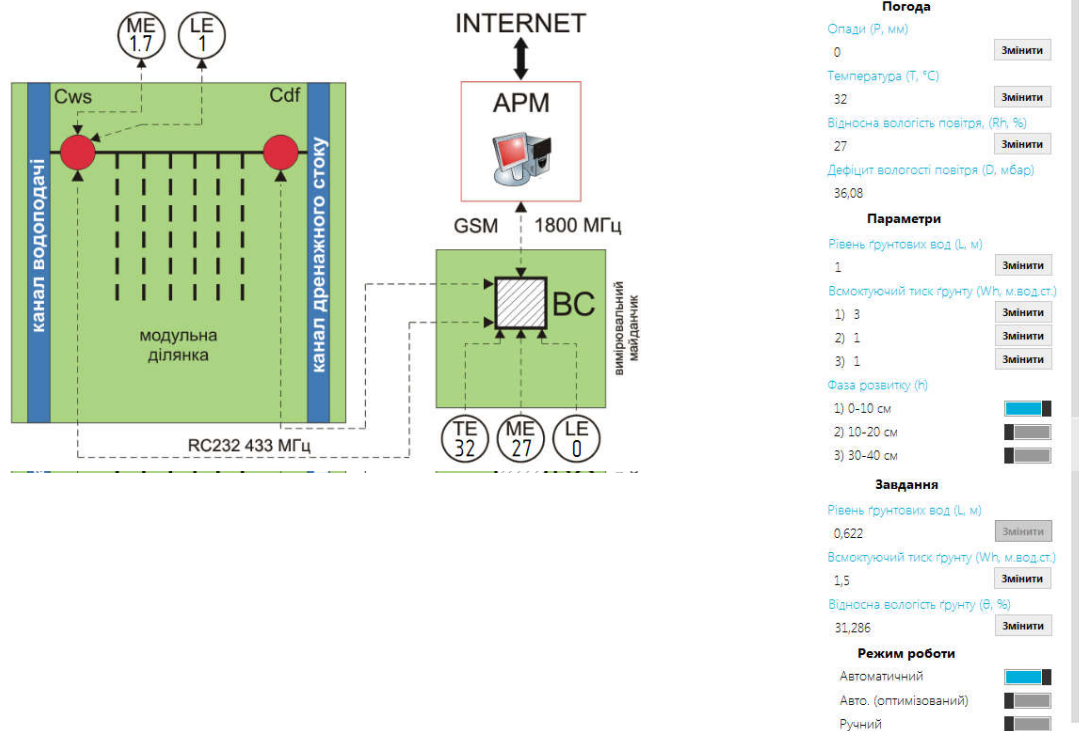 ME
1.7
LE
1
Cws
Cdf
канал водоподачі
канал дренажного стоку
модульна
ділянка
RC232 433 МГц
INTERNET
АРМ
GSM
1800 МГц
ВС
вимірювальний
майданчик
TE
32
ME
27
LE
0
Погода
Опади (P, мм)
0 Змінити
Температура (T, °C)
32 Змінити
Відносна вологість повітря, (Rh, %)
27 Змінити
Дефіцит вологості повітря (D, мбар)
36,08
Параметри
Рівень ґрунтових вод (L, м)
1 Змінити
Всмоктуючий тиск ґрунту (Wh, м.вод.ст.)
1) 3 Змінити
2) 1 Змінити
3) 1 Змінити
Фаза розвитку (h)
1) 0-10 см
2) 10-20 см
3) 30-40 см
Завдання
Рівень ґрунтових вод (L, м)
0,622 Змінити
Всмоктуючий тиск ґрунту (Wh, м.вод.ст.)
1,5 Змінити
Відносна вологість ґрунту (θ, %)
31,286 Змінити
Режим роботи
Автоматичний
Авто. (оптимізований)
Ручний